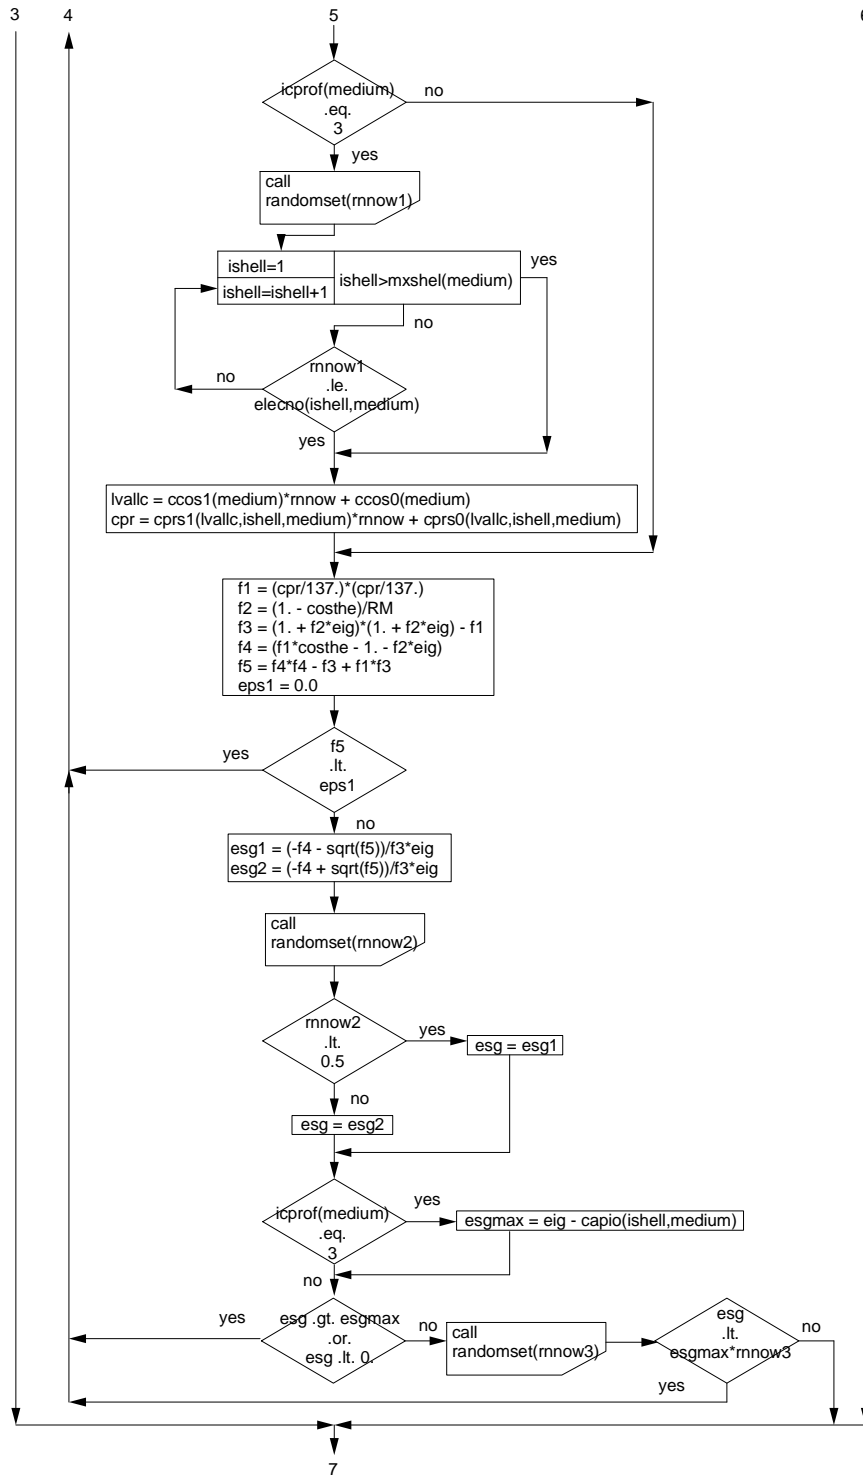 3
4
5
6
icprof(medium)
.eq.
3
no
yes
call
randomset(rnnow1)
ishell=1
ishell=ishell+1
ishell>mxshel(medium)
yes
no
rnnow1
.le.
elecno(ishell,medium)
no
yes
lvallc = ccos1(medium)*rnnow + ccos0(medium)
cpr = cprs1(lvallc,ishell,medium)*rnnow + cprs0(lvallc,ishell,medium)
f1 = (cpr/137.)*(cpr/137.)
f2 = (1. - costhe)/RM
f3 = (1. + f2*eig)*(1. + f2*eig) - f1
f4 = (f1*costhe - 1. - f2*eig)
f5 = f4*f4 - f3 + f1*f3
eps1 = 0.0
f5
.lt.
eps1
yes
no
esg1 = (-f4 - sqrt(f5))/f3*eig
esg2 = (-f4 + sqrt(f5))/f3*eig
call
randomset(rnnow2)
rnnow2
.lt.
0.5
yes
esg = esg1
no
esg = esg2
icprof(medium)
.eq.
3
yes
esgmax = eig - capio(ishell,medium)
no
esg .gt. esgmax
.or.
esg .lt. 0.
yes
no
call
randomset(rnnow3)
esg
.lt.
esgmax*rnnow3
no
yes
7